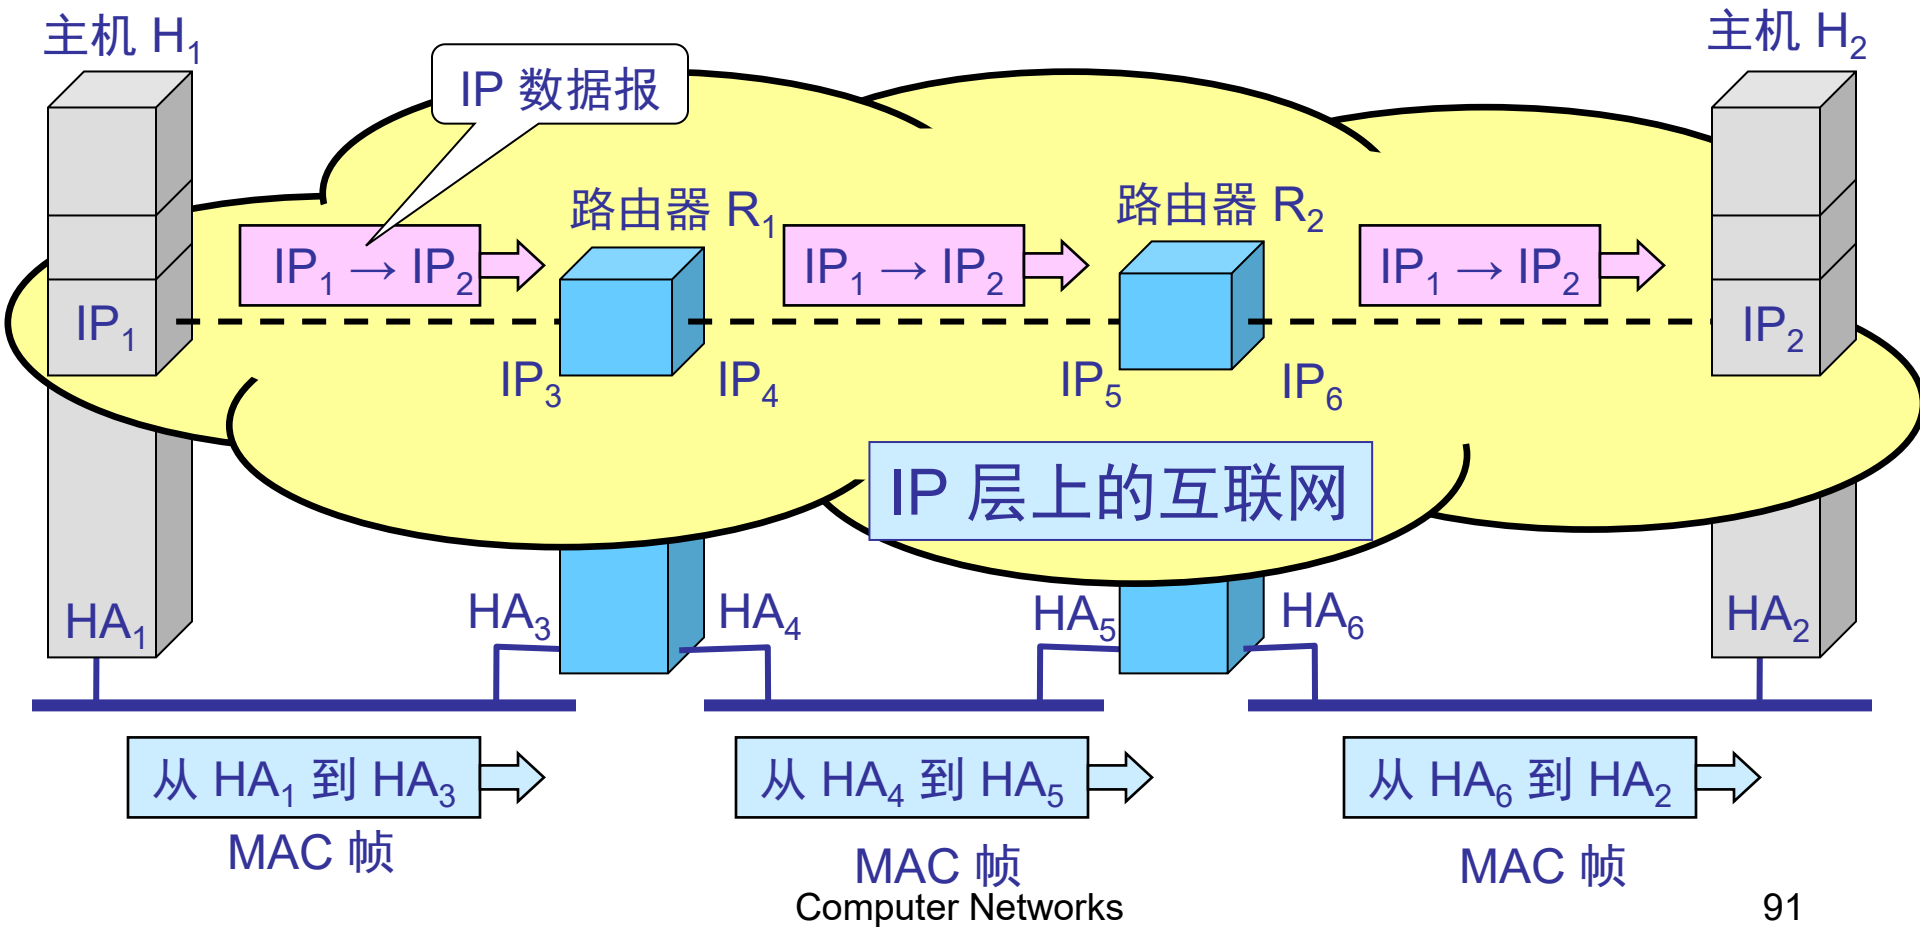 主机 H₁
主机 H₂
IP 数据报
路由器 R₁
路由器 R₂
IP₁ → IP₂
IP₁ → IP₂
IP₁ → IP₂
IP₁
IP₂
IP₃
IP₄
IP₅
IP₆
IP 层上的互联网
HA₁
HA₃
HA₄
HA₅
HA₆
HA₂
从 HA₁ 到 HA₃
从 HA₄ 到 HA₅
从 HA₆ 到 HA₂
MAC 帧
MAC 帧
MAC 帧
Computer Networks
91